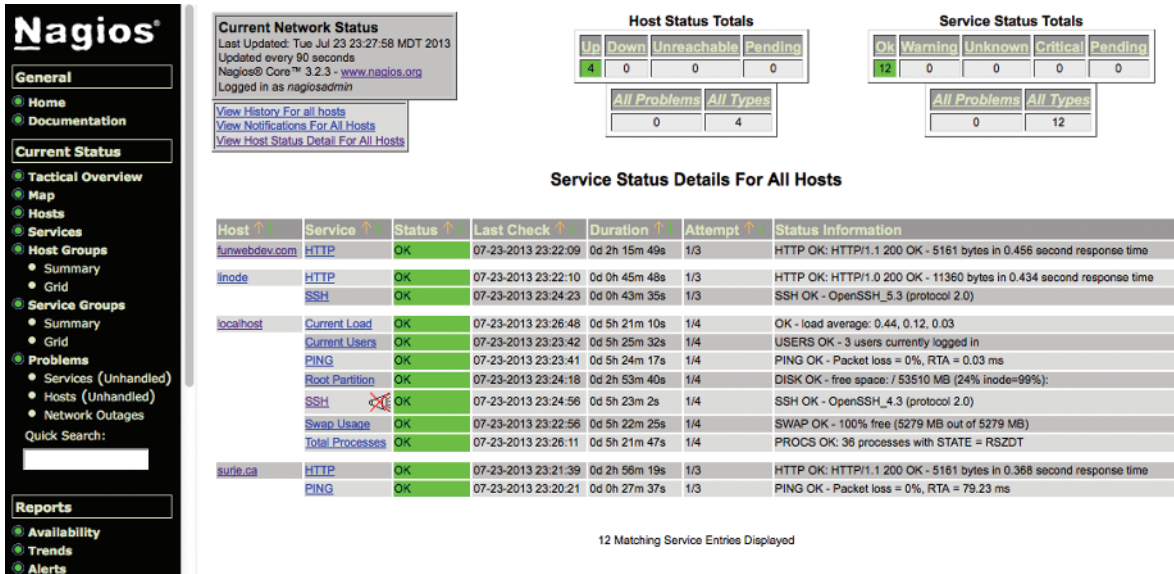 Nagios®
General
Home
Documentation
Current Status
Tactical Overview
Map
Hosts
Services
Host Groups
Summary
Grid
Service Groups
Summary
Grid
Problems
Services (Unhandled)
Hosts (Unhandled)
Network Outages
Quick Search:
Reports
Availability
Trends
Alerts
Current Network Status
Last Updated: Tue Jul 23 23:27:58 MDT 2013
Updated every 90 seconds
Nagios® Core™ 3.2.3 - www.nagios.org
Logged in as nagiosadmin
View History For all hosts
View Notifications For All Hosts
View Host Status Detail For All Hosts
Host Status Totals
Up Down Unreachable Pending
4 0 0 0
All Problems All Types
0 4
Service Status Totals
Ok Warning Unknown Critical Pending
12 0 0 0 0
All Problems All Types
0 12
Service Status Details For All Hosts
Host Service Status Last Check Duration Attempt Status Information
funwebdev.com HTTP OK 07-23-2013 23:22:09 0d 2h 15m 49s 1/3 HTTP OK: HTTP/1.1 200 OK - 5161 bytes in 0.456 second response time
linode HTTP OK 07-23-2013 23:22:10 0d 0h 45m 48s 1/3 HTTP OK: HTTP/1.0 200 OK - 11360 bytes in 0.434 second response time
SSH OK 07-23-2013 23:24:23 0d 0h 43m 35s 1/3 SSH OK - OpenSSH_5.3 (protocol 2.0)
localhost Current Load OK 07-23-2013 23:26:48 0d 5h 21m 10s 1/4 OK - load average: 0.44, 0.12, 0.03
Current Users OK 07-23-2013 23:23:42 0d 5h 25m 32s 1/4 USERS OK - 3 users currently logged in
PING OK 07-23-2013 23:23:41 0d 5h 24m 17s 1/4 PING OK - Packet loss = 0%, RTA = 0.03 ms
Root Partition OK 07-23-2013 23:24:18 0d 2h 53m 40s 1/4 DISK OK - free space: / 53510 MB (24% inode=99%):
SSH OK 07-23-2013 23:24:56 0d 5h 23m 2s 1/4 SSH OK - OpenSSH_4.3 (protocol 2.0)
Swap Usage OK 07-23-2013 23:22:56 0d 5h 22m 25s 1/4 SWAP OK - 100% free (5279 MB out of 5279 MB)
Total Processes OK 07-23-2013 23:26:11 0d 5h 21m 47s 1/4 PROCS OK: 36 processes with STATE = RSZDT
surje.ca HTTP OK 07-23-2013 23:21:39 0d 2h 56m 19s 1/3 HTTP OK: HTTP/1.1 200 OK - 5161 bytes in 0.368 second response time
PING OK 07-23-2013 23:20:21 0d 0h 27m 37s 1/3 PING OK - Packet loss = 0%, RTA = 79.23 ms
12 Matching Service Entries Displayed